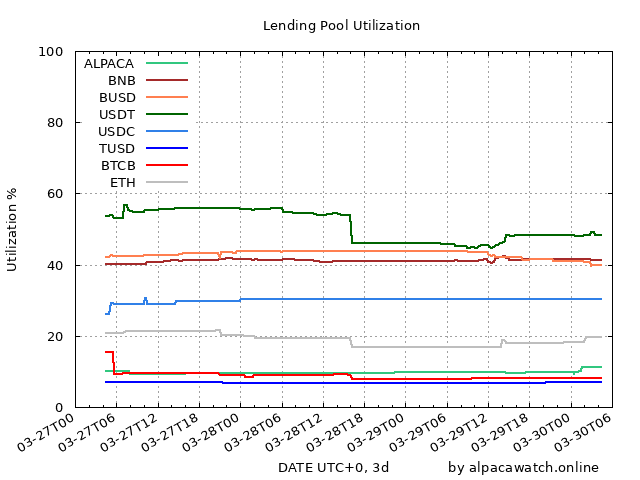 Lending Pool Utilization
100
80
60
40
20
0
Utilization %
ALPACA
BNB
BUSD
USDT
USDC
TUSD
BTCB
ETH
03-27T00
03-27T06
03-27T12
03-27T18
03-28T00
03-28T06
03-28T12
03-28T18
03-29T00
03-29T06
03-29T12
03-29T18
03-30T00
03-30T06
DATE UTC+0, 3d
by alpacawatch.online